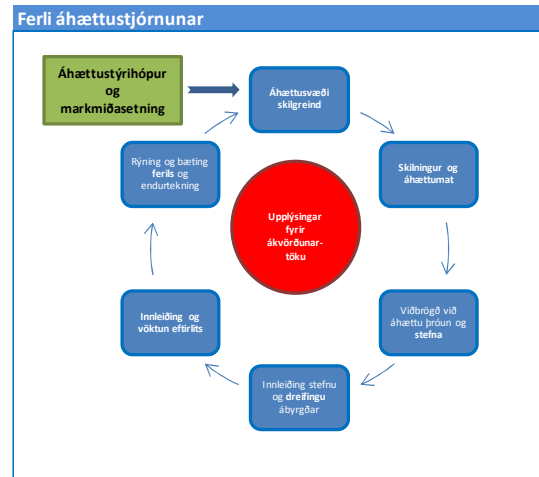 Ferli áhættustjórnunar
Áhættustýrihópur
og
markmiðasetning
Áhættusvæði
skilgreind
Skilningur og
áhættumat
Viðbrögð við
áhættu þróun og
stefna
Innleiðing stefnu
og dreifingu
ábyrgðar
Innleiðing og
vöktun eftirlits
Rýning og bæting
ferils og
endurtekning
Upplýsingar
fyrir
ákvörðunar-
töku